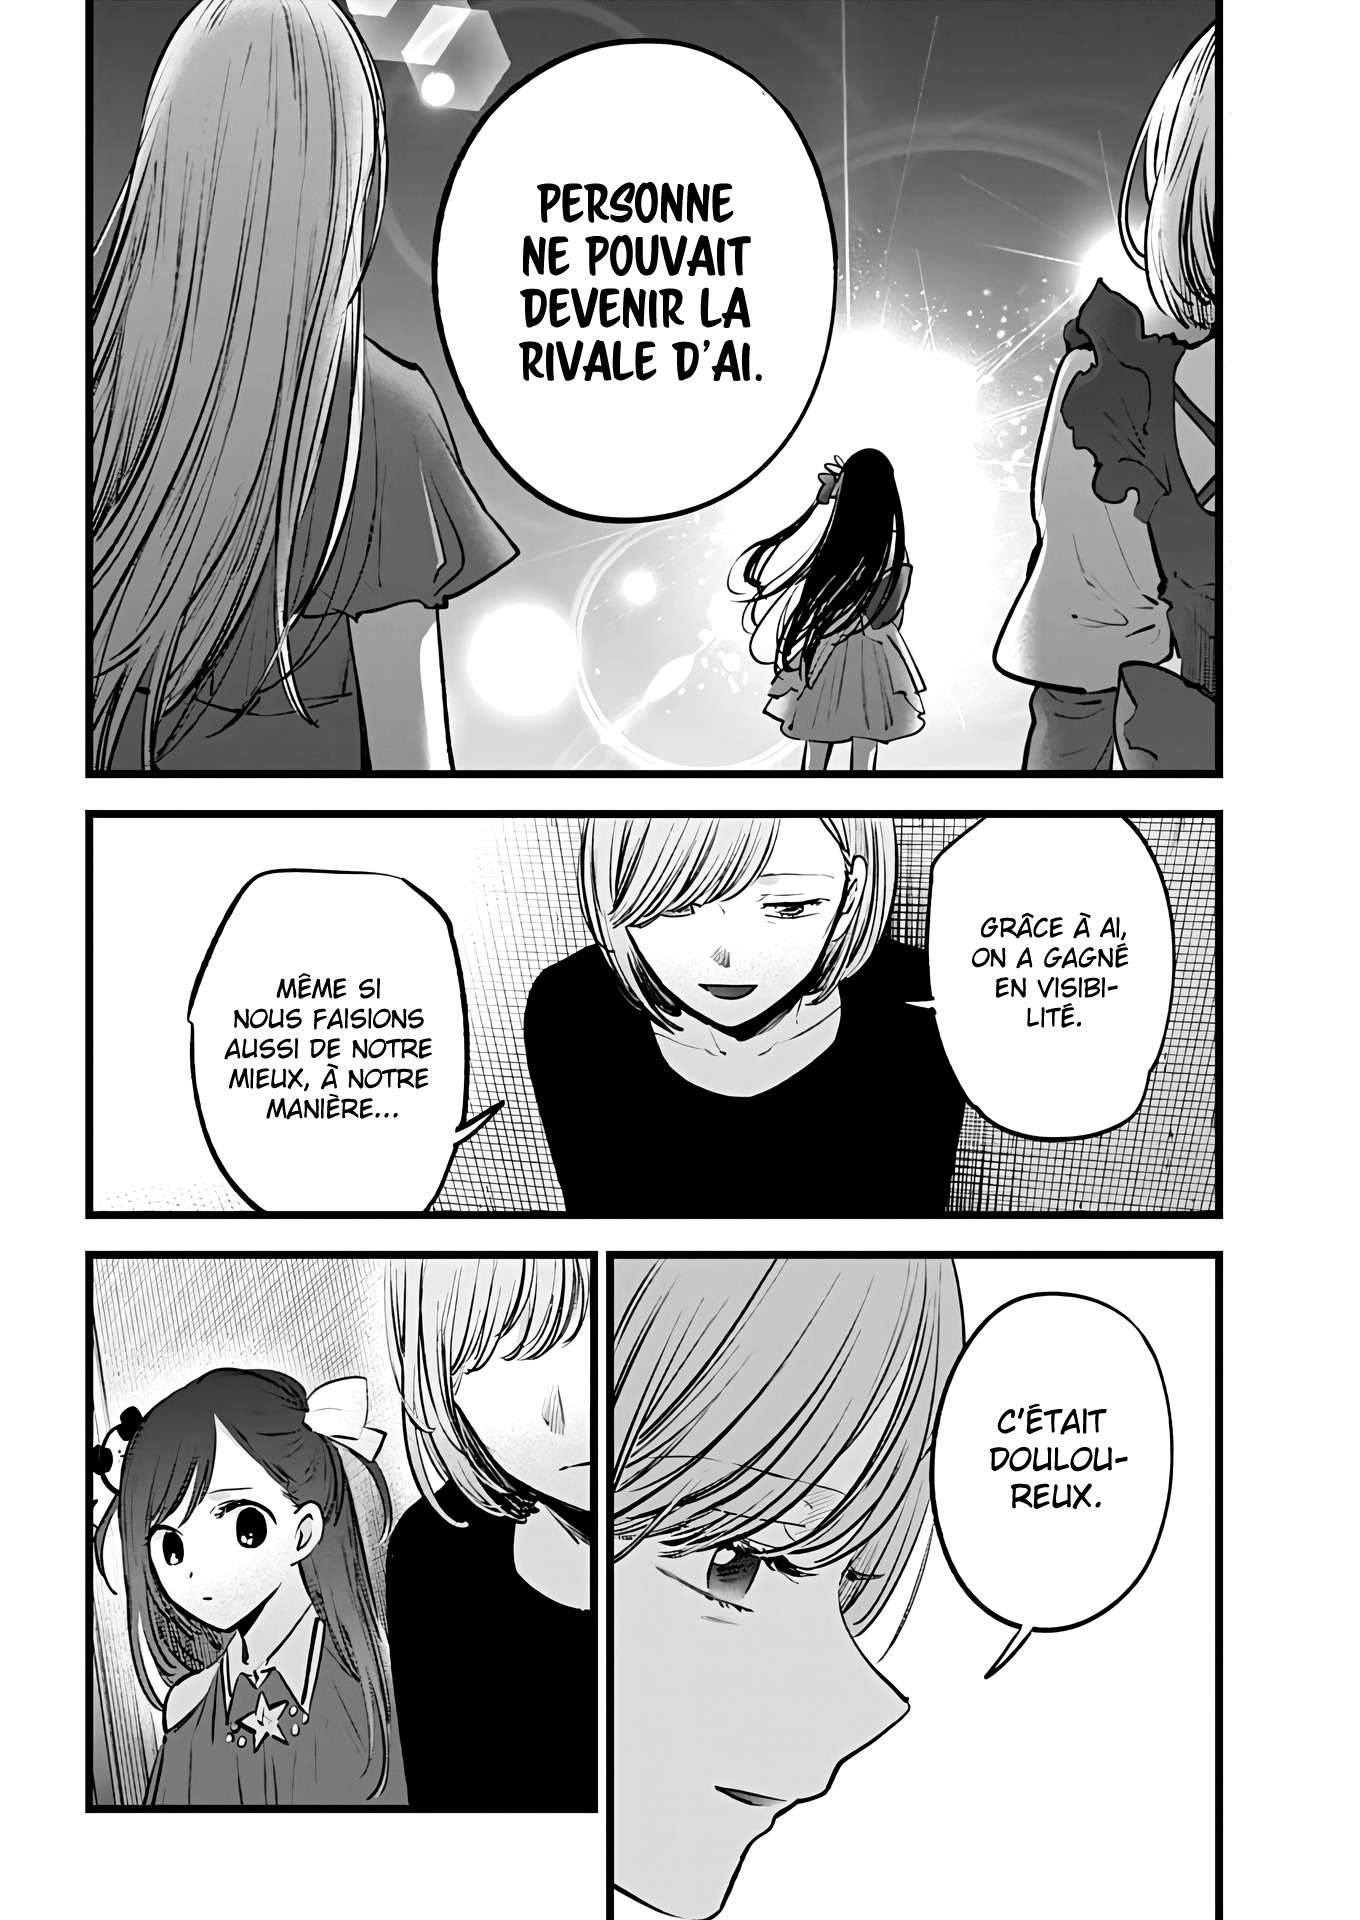 PERSONNE
NE POUVAIT
DEVENIR LA
RIVALE D'AI.
GRÂCE À AI,
ON A GAGNÉ
EN VISIBI-
LITÉ.
MÊME SI
NOUS FAISIONS
AUSSI DE NOTRE
MIEUX, À NOTRE
MANIÈRE...
C'ÉTAIT
DOULOU-
REUX.